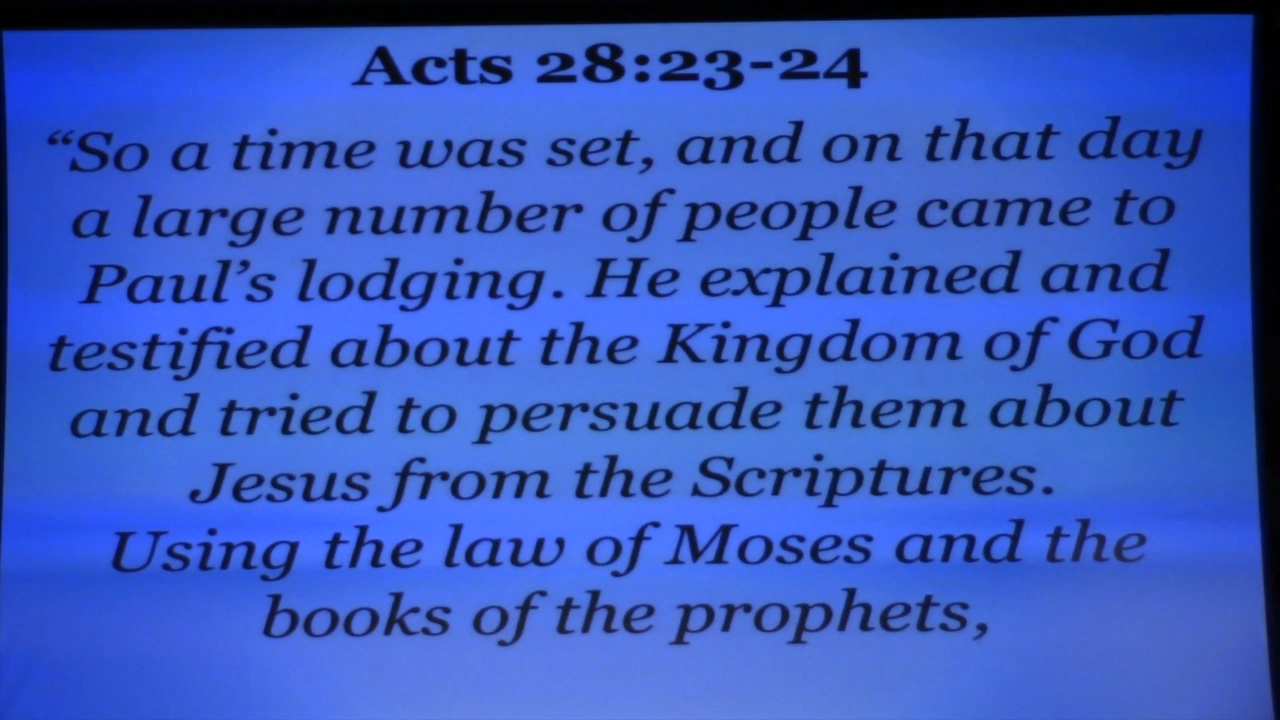 Acts 28:23-24
“So a time was set, and on that day
a large number of people came to
Paul’s lodging. He explained and
testified about the Kingdom of God
and tried to persuade them about
Jesus from the Scriptures.
Using the law of Moses and the
books of the prophets,